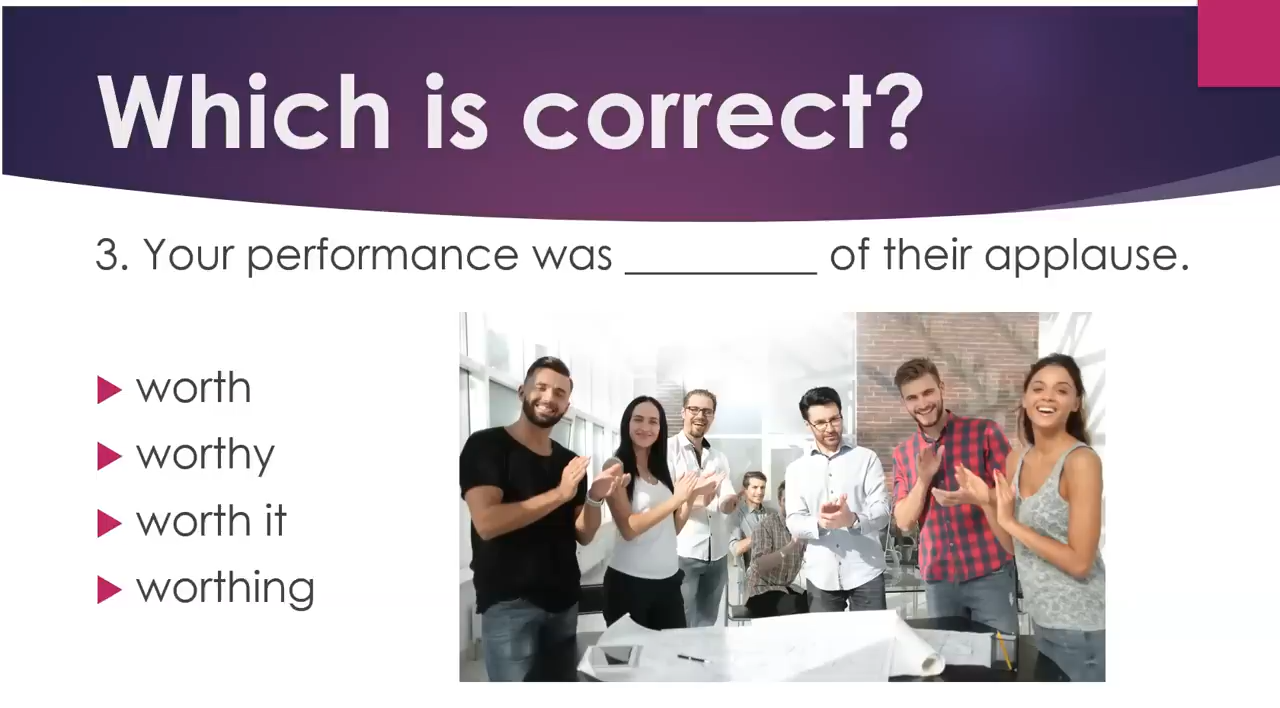 Which is correct?
3. Your performance was _________ of their applause.
worth
worthy
worth it
worthing